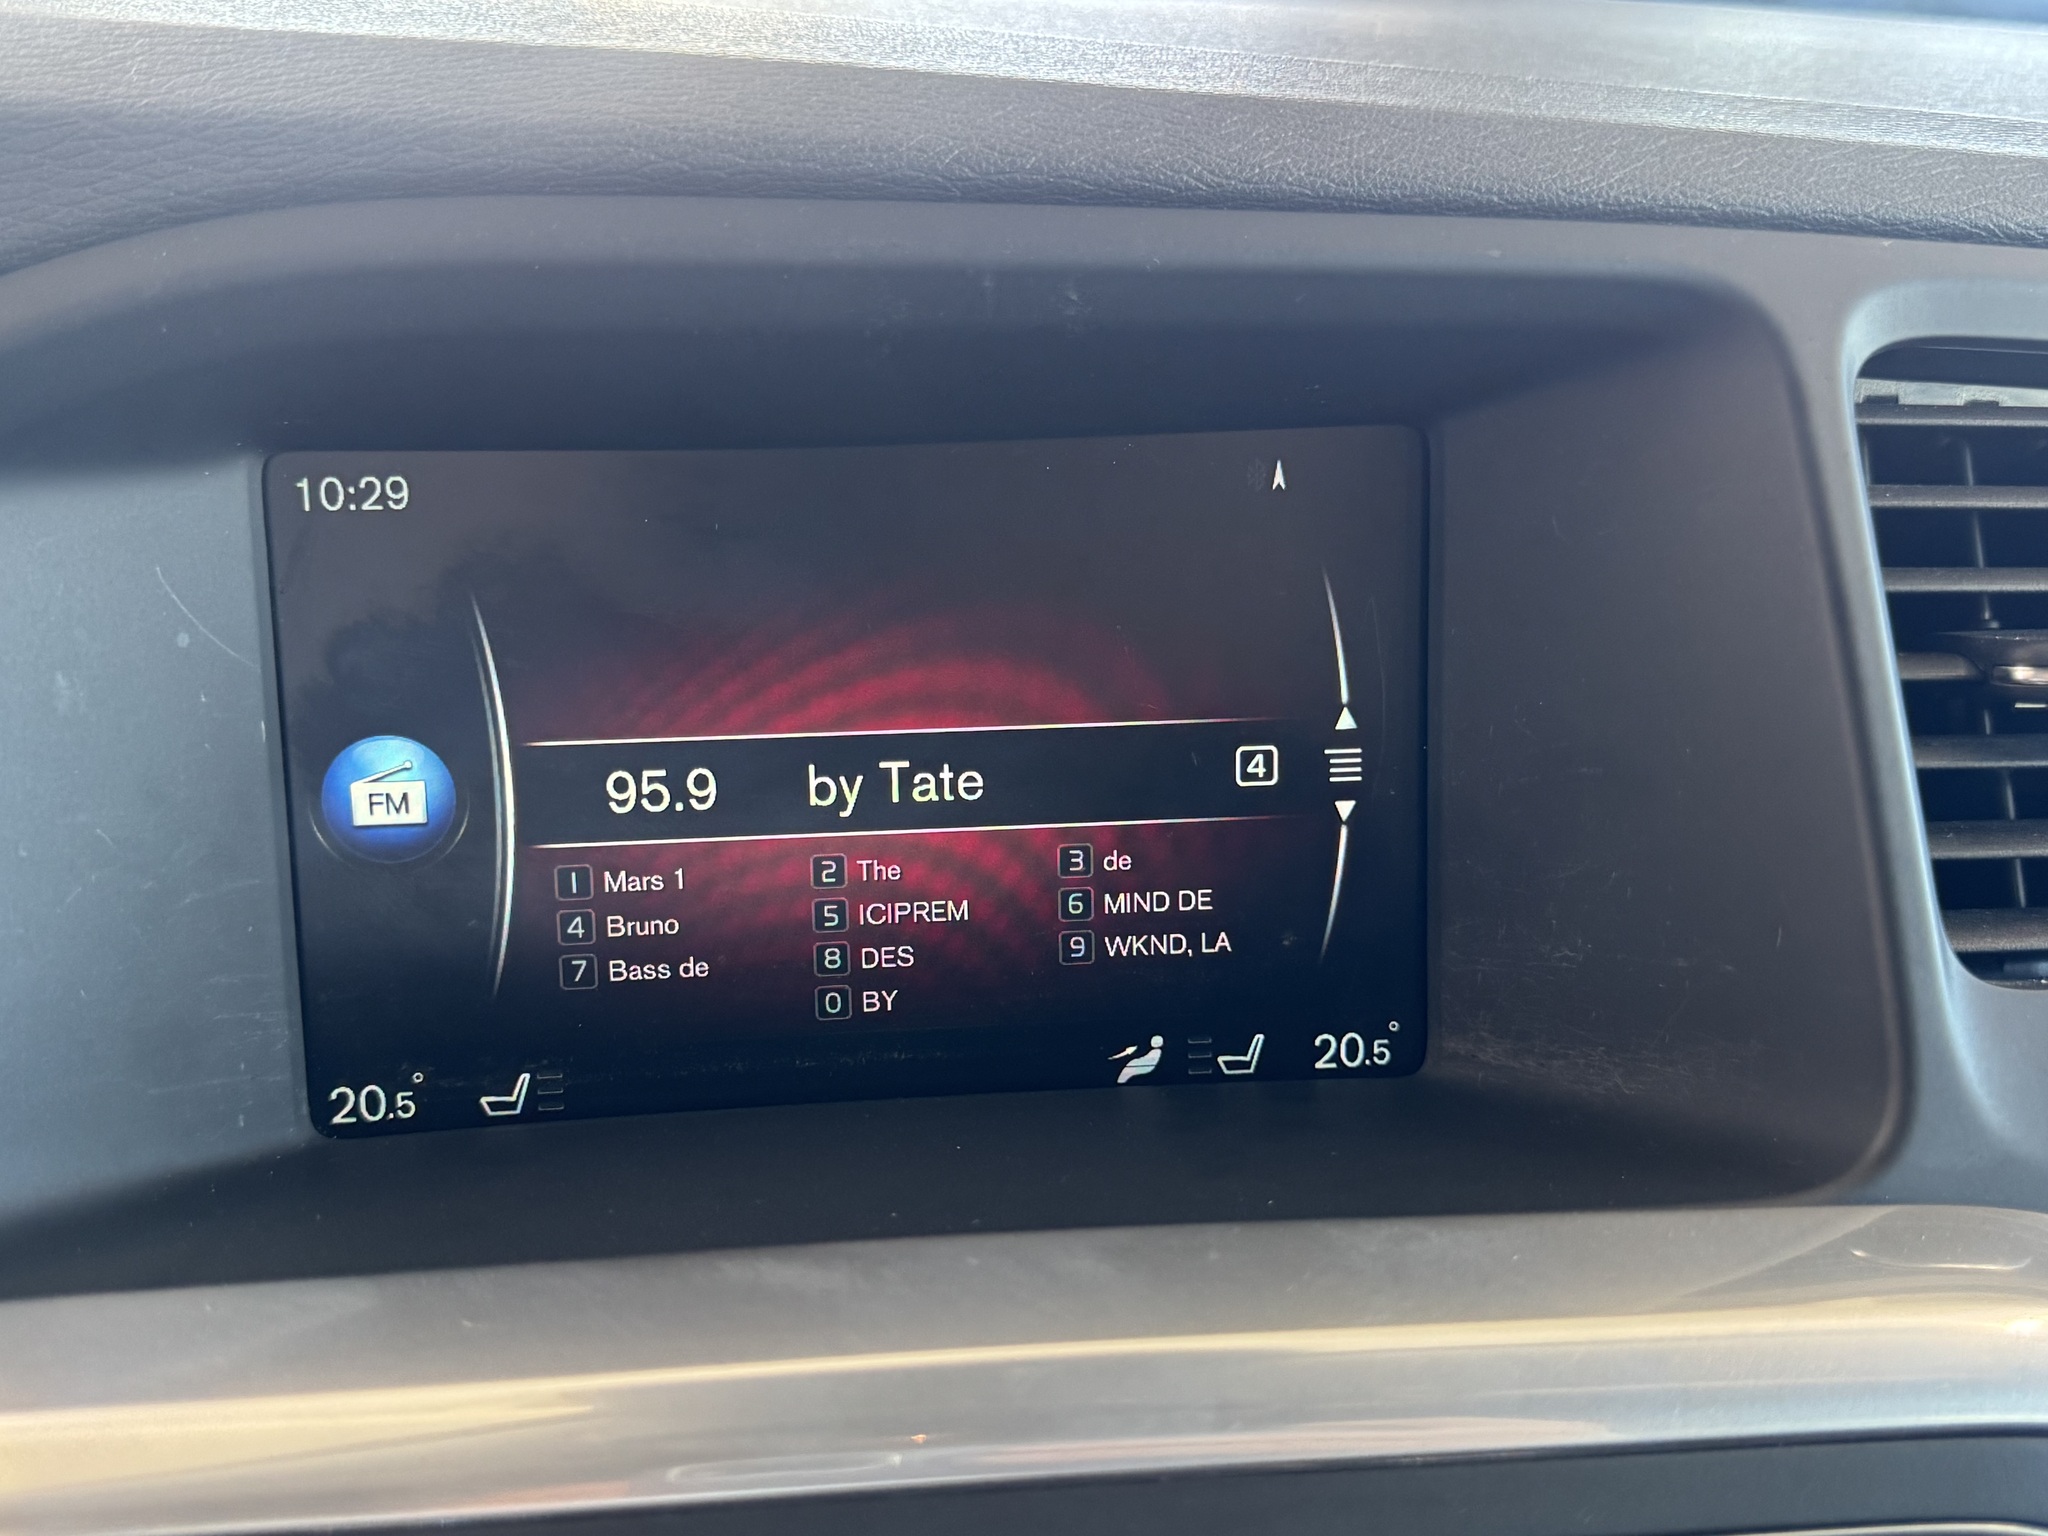 10:29
FM
95.9 by Tate 4
1 Mars 1 2 The 3 de
4 Bruno 5 ICIPREM 6 MIND DE
7 Bass de 8 DES 9 WKND, LA
0 BY
20.5° 20.5°